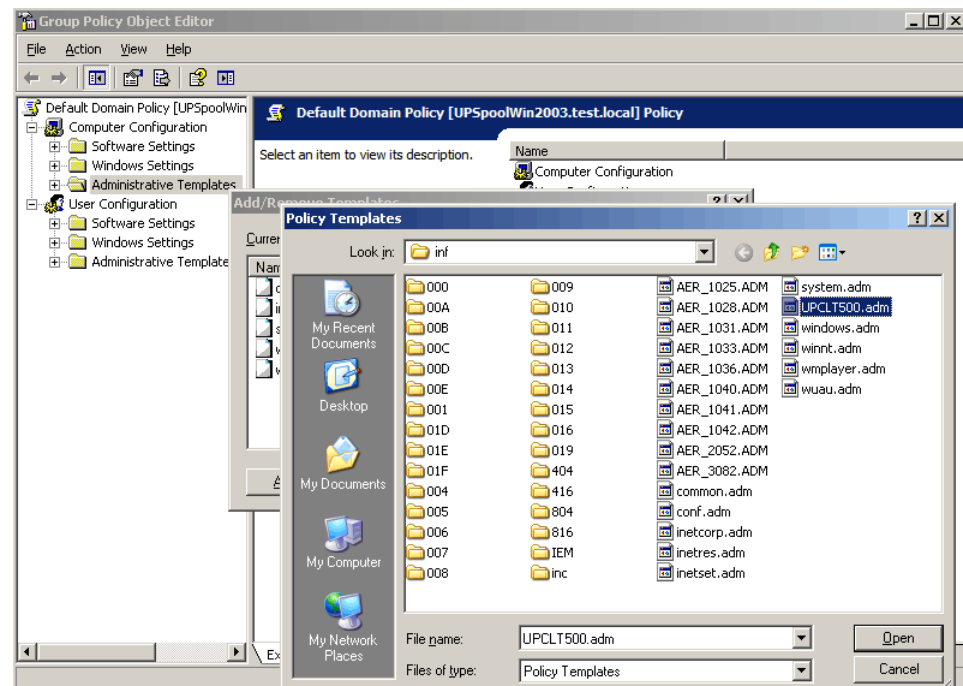 Group Policy Object Editor
File Action View Help
Default Domain Policy [UPSpoolWin
Computer Configuration
Software Settings
Windows Settings
Administrative Templates
User Configuration
Software Settings
Windows Settings
Administrative Template
Default Domain Policy [UPSpoolWin2003.test.local] Policy
Select an item to view its description.
Name
Computer Configuration
Add/Remove Templates
Policy Templates
Look in: inf
My Recent
Documents
Desktop
My Documents
My Computer
My Network
Places
000
00A
00B
00C
00D
00E
001
01D
01E
01F
004
005
006
007
008
009
010
011
012
013
014
015
016
019
404
416
804
816
IEM
inc
AER_1025.ADM
AER_1028.ADM
AER_1031.ADM
AER_1033.ADM
AER_1036.ADM
AER_1040.ADM
AER_1041.ADM
AER_1042.ADM
AER_2052.ADM
AER_3082.ADM
common.adm
conf.adm
inetcorp.adm
inetres.adm
inetset.adm
system.adm
UPCLT500.adm
windows.adm
winnt.adm
wmplayer.adm
wuau.adm
File name: UPCLT500.adm Open
Files of type: Policy Templates Cancel